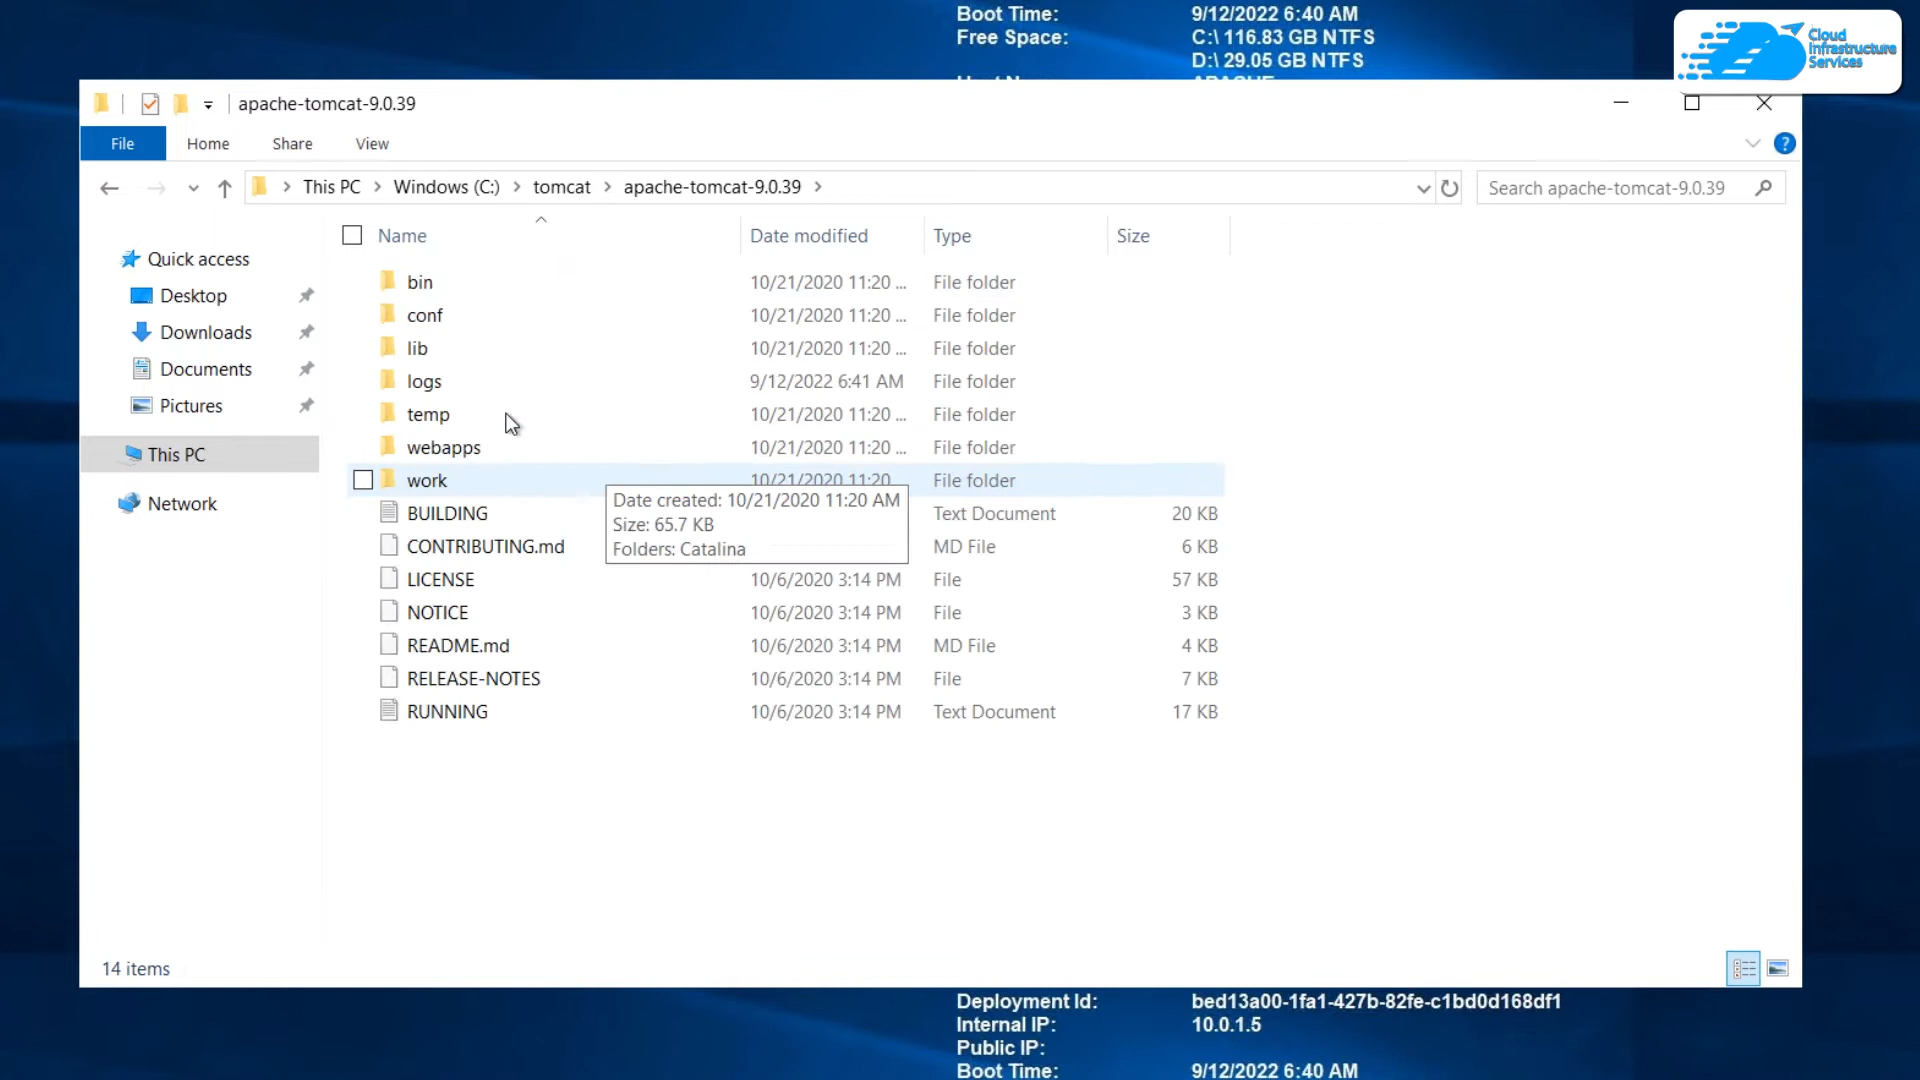 Boot Time: 9/12/2022 6:40 AM
Free Space: C:\ 116.83 GB NTFS
D:\ 29.05 GB NTFS
Cloud
Infrastructure
Services
apache-tomcat-9.0.39
File Home Share View
This PC Windows (C:) tomcat apache-tomcat-9.0.39
Search apache-tomcat-9.0.39
Quick access
Desktop
Downloads
Documents
Pictures
This PC
Network
Name Date modified Type Size
bin 10/21/2020 11:20 ... File folder
conf 10/21/2020 11:20 ... File folder
lib 10/21/2020 11:20 ... File folder
logs 9/12/2022 6:41 AM File folder
temp 10/21/2020 11:20 ... File folder
webapps 10/21/2020 11:20 ... File folder
work 10/21/2020 11:20 File folder
BUILDING Text Document 20 KB
CONTRIBUTING.md MD File 6 KB
LICENSE 10/6/2020 3:14 PM File 57 KB
NOTICE 10/6/2020 3:14 PM File 3 KB
README.md 10/6/2020 3:14 PM MD File 4 KB
RELEASE-NOTES 10/6/2020 3:14 PM File 7 KB
RUNNING 10/6/2020 3:14 PM Text Document 17 KB
Date created: 10/21/2020 11:20 AM
Size: 65.7 KB
Folders: Catalina
14 items
Deployment Id: bed13a00-1fa1-427b-82fe-c1bd0d168df1
Internal IP: 10.0.1.5
Public IP:
Boot Time: 9/12/2022 6:40 AM